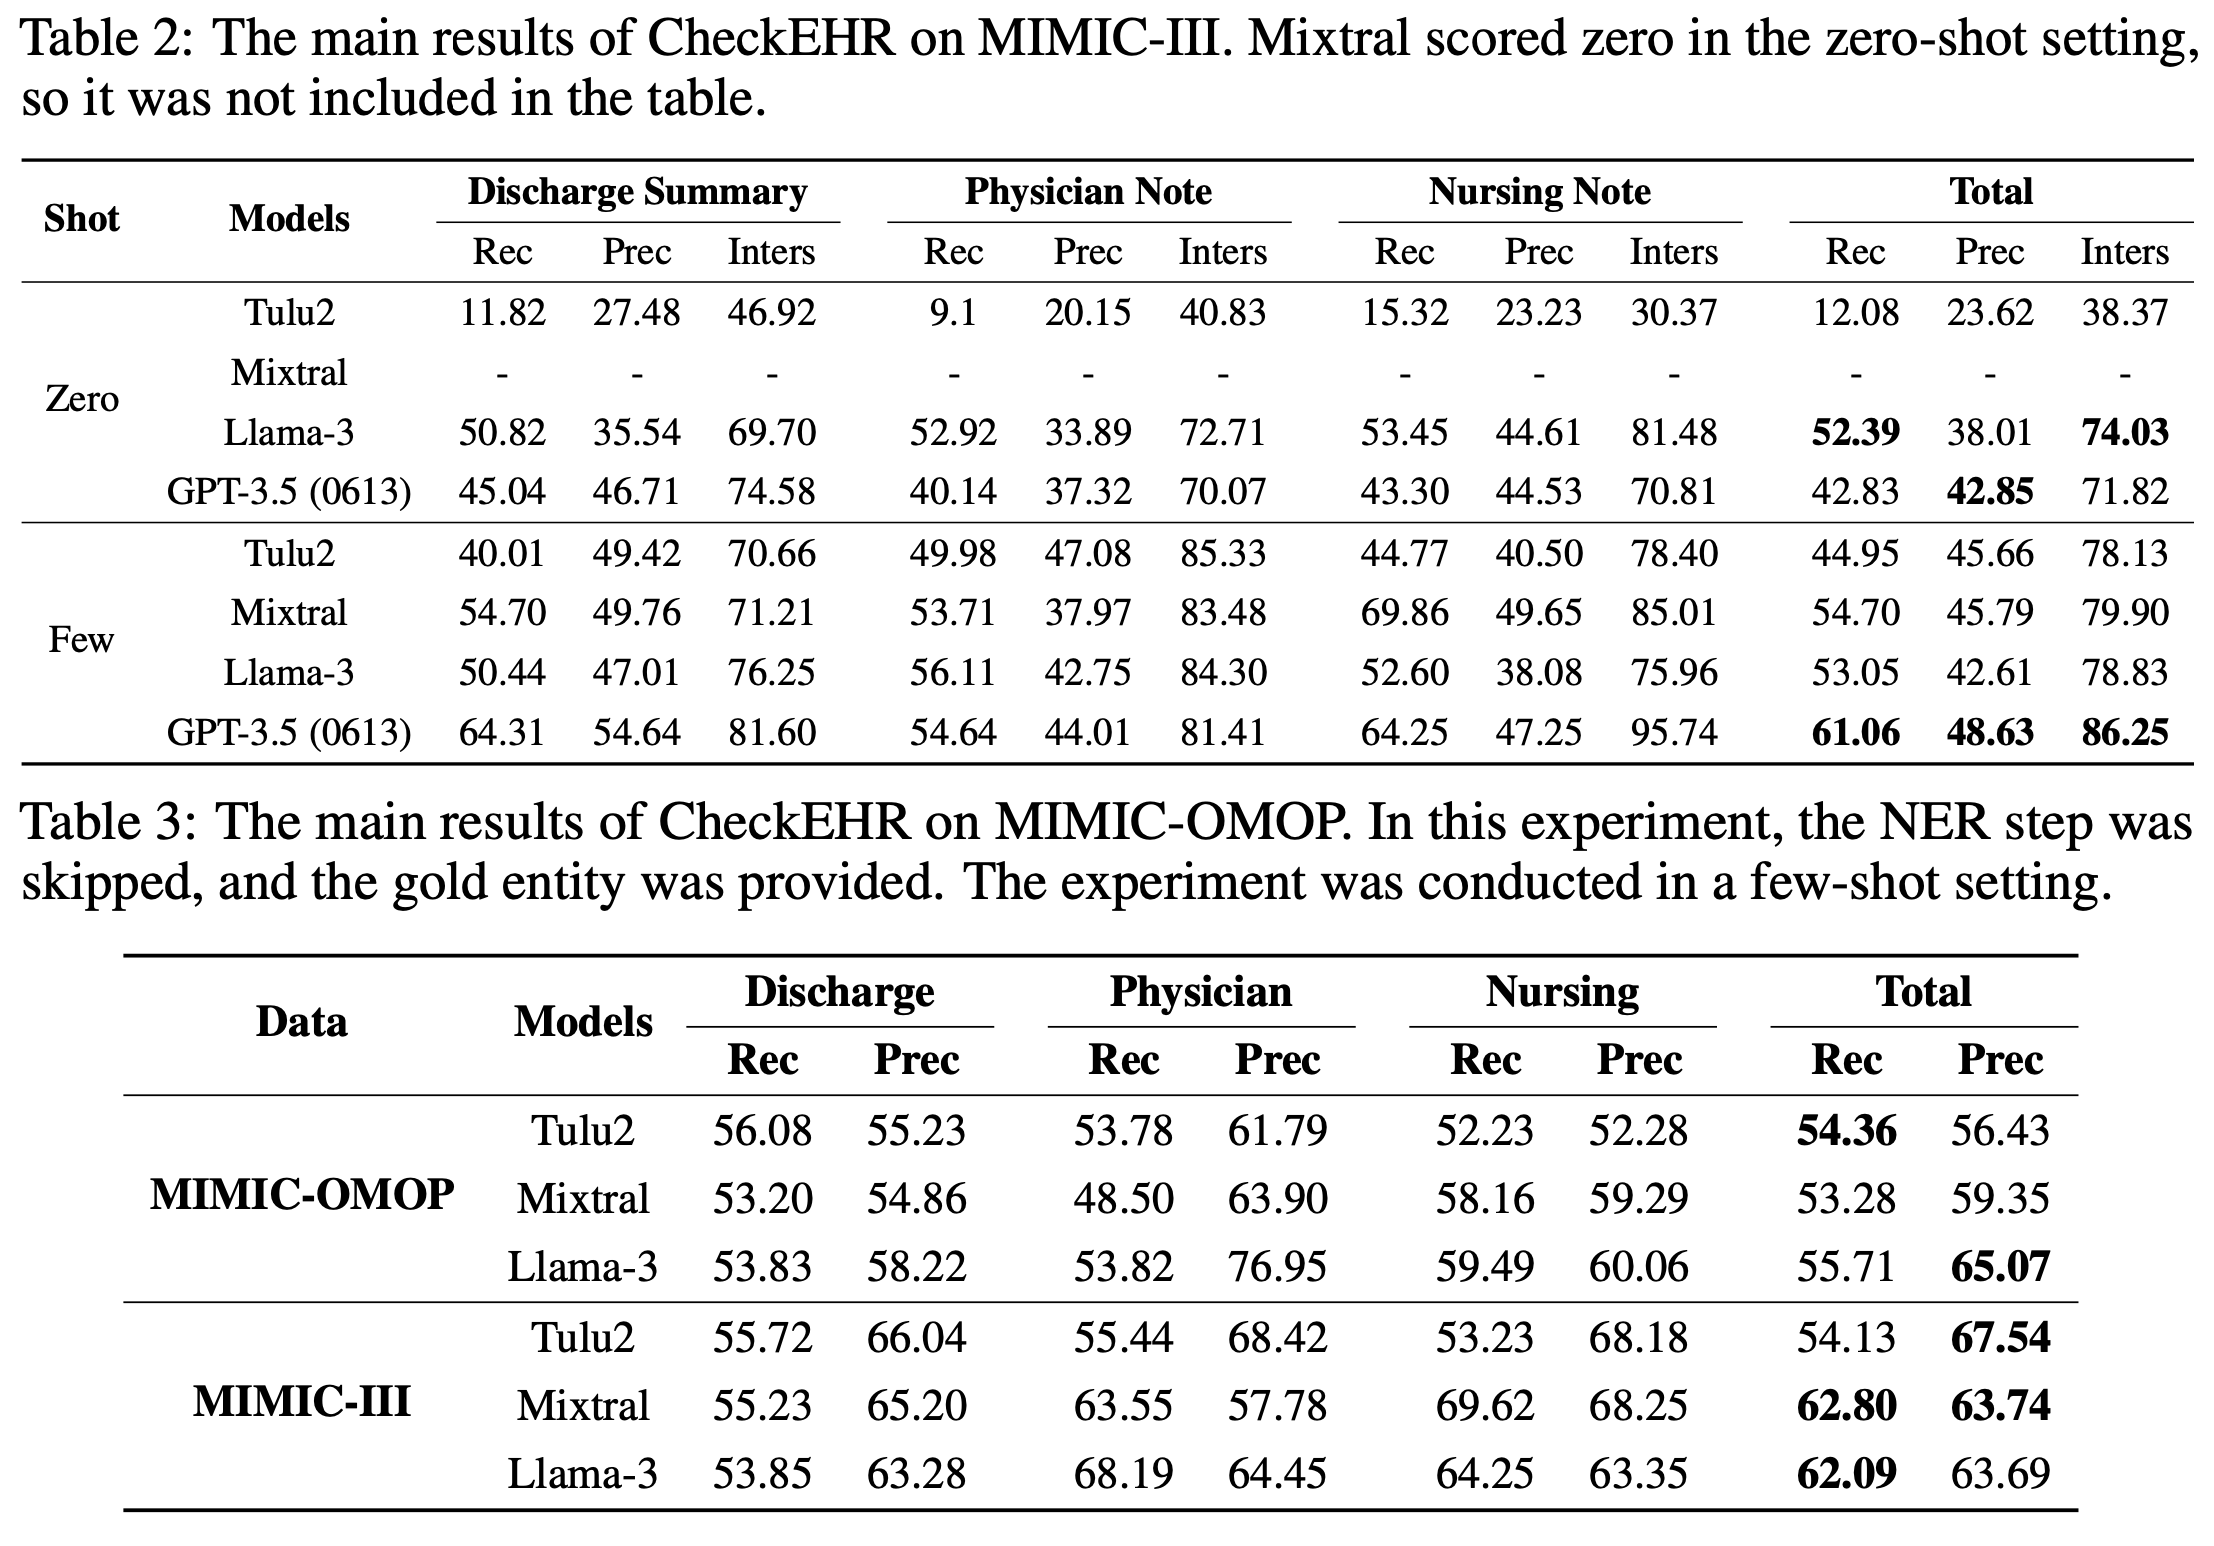 Table 2: The main results of CheckEHR on MIMIC-III. Mixtral scored zero in the zero-shot setting,
so it was not included in the table.
Shot Models Discharge Summary Physician Note Nursing Note Total
Rec Prec Inters Rec Prec Inters Rec Prec Inters Rec Prec Inters
Zero
Tulu2 11.82 27.48 46.92 9.1 20.15 40.83 15.32 23.23 30.37 12.08 23.62 38.37
Mixtral - - - - - - - - - - - -
Llama-3 50.82 35.54 69.70 52.92 33.89 72.71 53.45 44.61 81.48 52.39 38.01 74.03
GPT-3.5 (0613) 45.04 46.71 74.58 40.14 37.32 70.07 43.30 44.53 70.81 42.83 42.85 71.82
Few
Tulu2 40.01 49.42 70.66 49.98 47.08 85.33 44.77 40.50 78.40 44.95 45.66 78.13
Mixtral 54.70 49.76 71.21 53.71 37.97 83.48 69.86 49.65 85.01 54.70 45.79 79.90
Llama-3 50.44 47.01 76.25 56.11 42.75 84.30 52.60 38.08 75.96 53.05 42.61 78.83
GPT-3.5 (0613) 64.31 54.64 81.60 54.64 44.01 81.41 64.25 47.25 95.74 61.06 48.63 86.25
Table 3: The main results of CheckEHR on MIMIC-OMOP. In this experiment, the NER step was
skipped, and the gold entity was provided. The experiment was conducted in a few-shot setting.
Data Models Discharge Physician Nursing Total
Rec Prec Rec Prec Rec Prec Rec Prec
MIMIC-OMOP
Tulu2 56.08 55.23 53.78 61.79 52.23 52.28 54.36 56.43
Mixtral 53.20 54.86 48.50 63.90 58.16 59.29 53.28 59.35
Llama-3 53.83 58.22 53.82 76.95 59.49 60.06 55.71 65.07
MIMIC-III
Tulu2 55.72 66.04 55.44 68.42 53.23 68.18 54.13 67.54
Mixtral 55.23 65.20 63.55 57.78 69.62 68.25 62.80 63.74
Llama-3 53.85 63.28 68.19 64.45 64.25 63.35 62.09 63.69